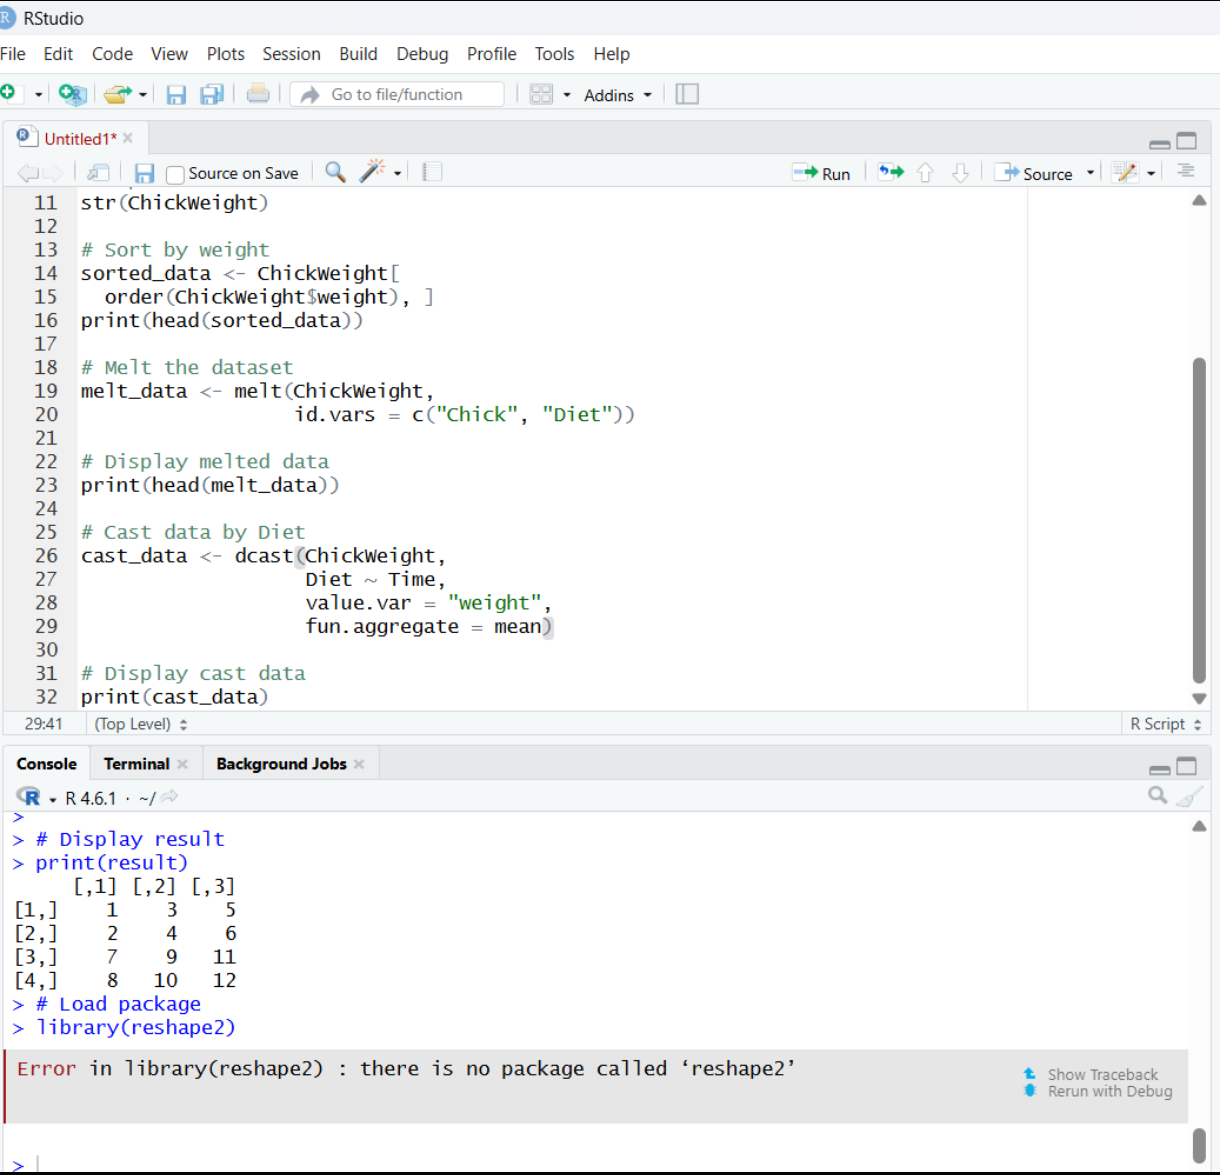 R RStudio
File Edit Code View Plots Session Build Debug Profile Tools Help
Go to file/function Addins
Untitled1*
Source on Save Run Source
11 str(ChickWeight)
12
13 # Sort by weight
14 sorted_data <- ChickWeight[
15   order(ChickWeight$weight), ]
16 print(head(sorted_data))
17
18 # Melt the dataset
19 melt_data <- melt(ChickWeight,
20                   id.vars = c("Chick", "Diet"))
21
22 # Display melted data
23 print(head(melt_data))
24
25 # Cast data by Diet
26 cast_data <- dcast(ChickWeight,
27                    Diet ~ Time,
28                    value.var = "weight",
29                    fun.aggregate = mean)
30
31 # Display cast data
32 print(cast_data)
29:41 (Top Level) R Script
Console Terminal Background Jobs
R 4.6.1 · ~/
>
> # Display result
> print(result)
     [,1] [,2] [,3]
[1,]    1    3    5
[2,]    2    4    6
[3,]    7    9   11
[4,]    8   10   12
> # Load package
> library(reshape2)
Error in library(reshape2) : there is no package called ‘reshape2’
Show Traceback
Rerun with Debug
>